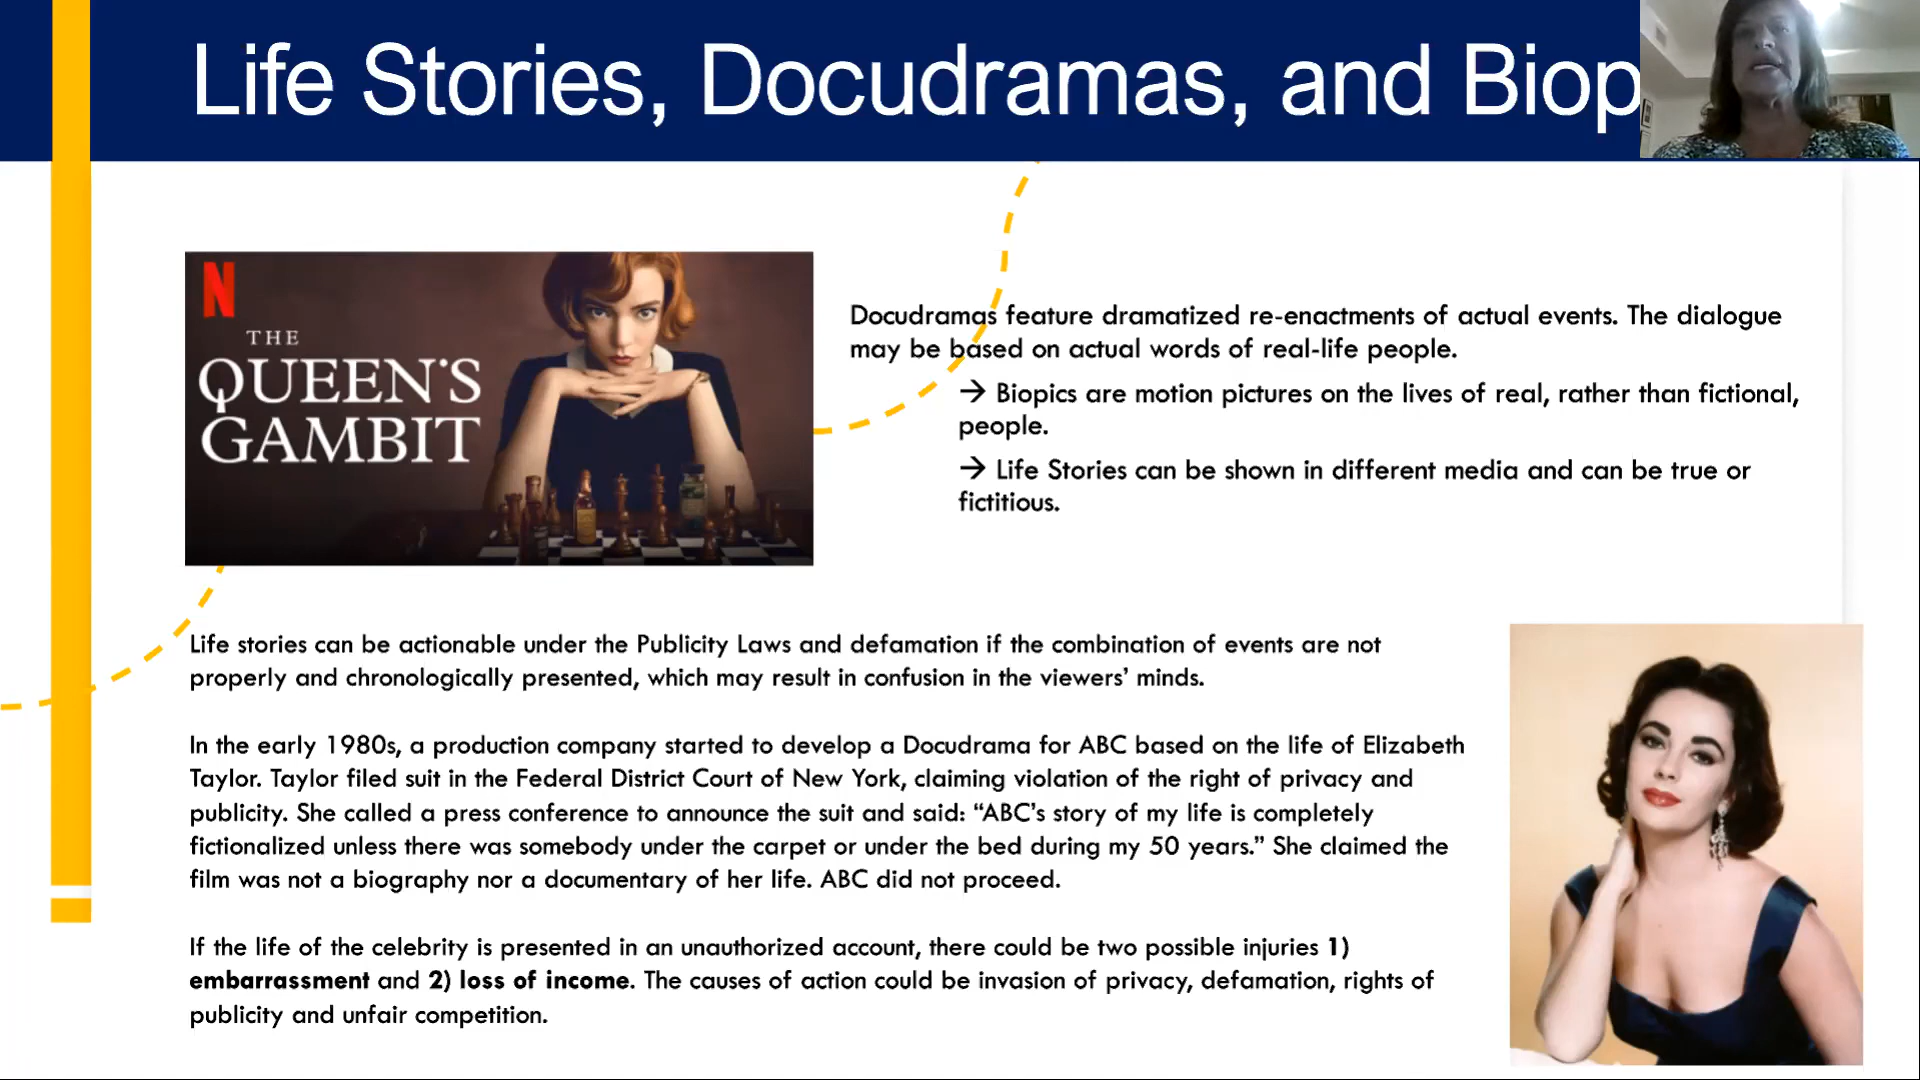 Life Stories, Docudramas, and Biop
N
THE
QUEEN'S
GAMBIT
Docudramas feature dramatized re-enactments of actual events. The dialogue
may be based on actual words of real-life people.
→ Biopics are motion pictures on the lives of real, rather than fictional,
people.
→ Life Stories can be shown in different media and can be true or
fictitious.
Life stories can be actionable under the Publicity Laws and defamation if the combination of events are not
properly and chronologically presented, which may result in confusion in the viewers’ minds.
In the early 1980s, a production company started to develop a Docudrama for ABC based on the life of Elizabeth
Taylor. Taylor filed suit in the Federal District Court of New York, claiming violation of the right of privacy and
publicity. She called a press conference to announce the suit and said: “ABC’s story of my life is completely
fictionalized unless there was somebody under the carpet or under the bed during my 50 years.” She claimed the
film was not a biography nor a documentary of her life. ABC did not proceed.
If the life of the celebrity is presented in an unauthorized account, there could be two possible injuries 1)
embarrassment and 2) loss of income. The causes of action could be invasion of privacy, defamation, rights of
publicity and unfair competition.